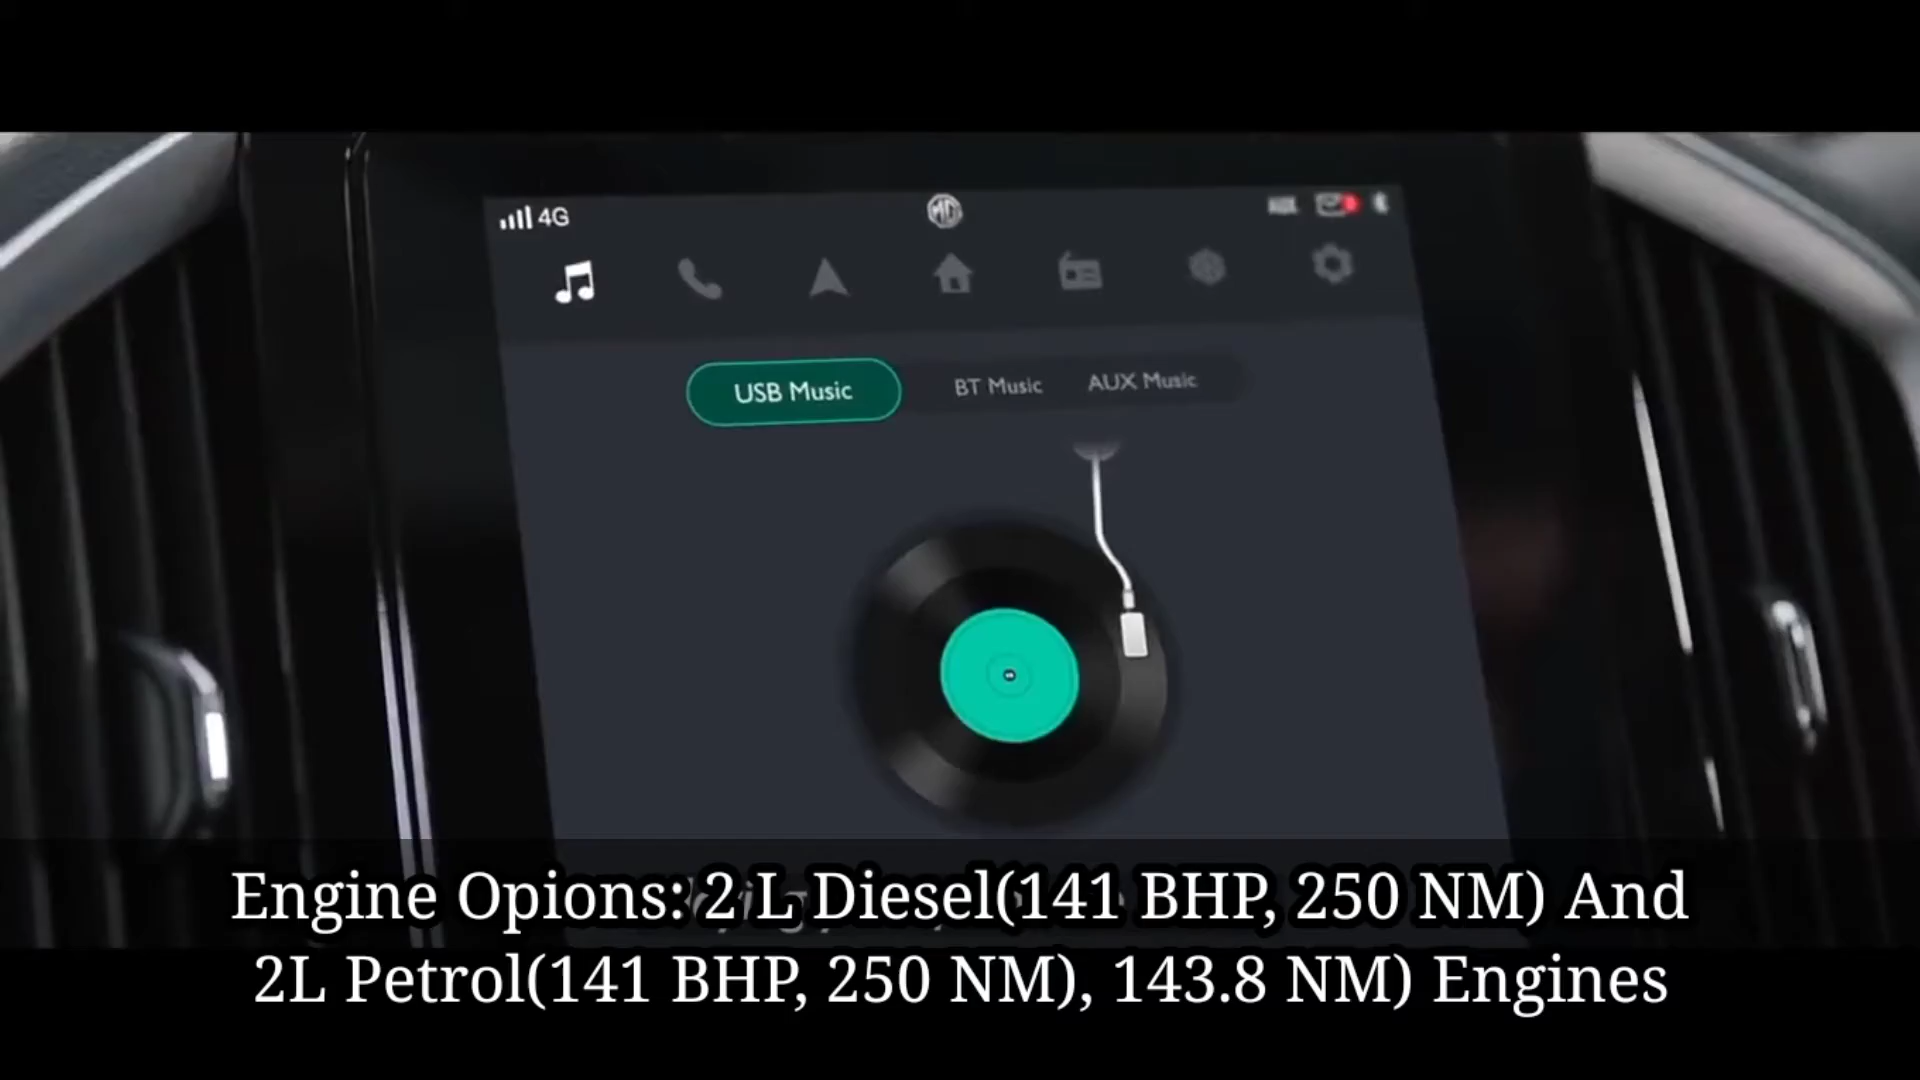 4G
MG
USB Music
BT Music
AUX Music
Engine Opions: 2 L Diesel(141 BHP, 250 NM) And
2L Petrol(141 BHP, 250 NM), 143.8 NM) Engines